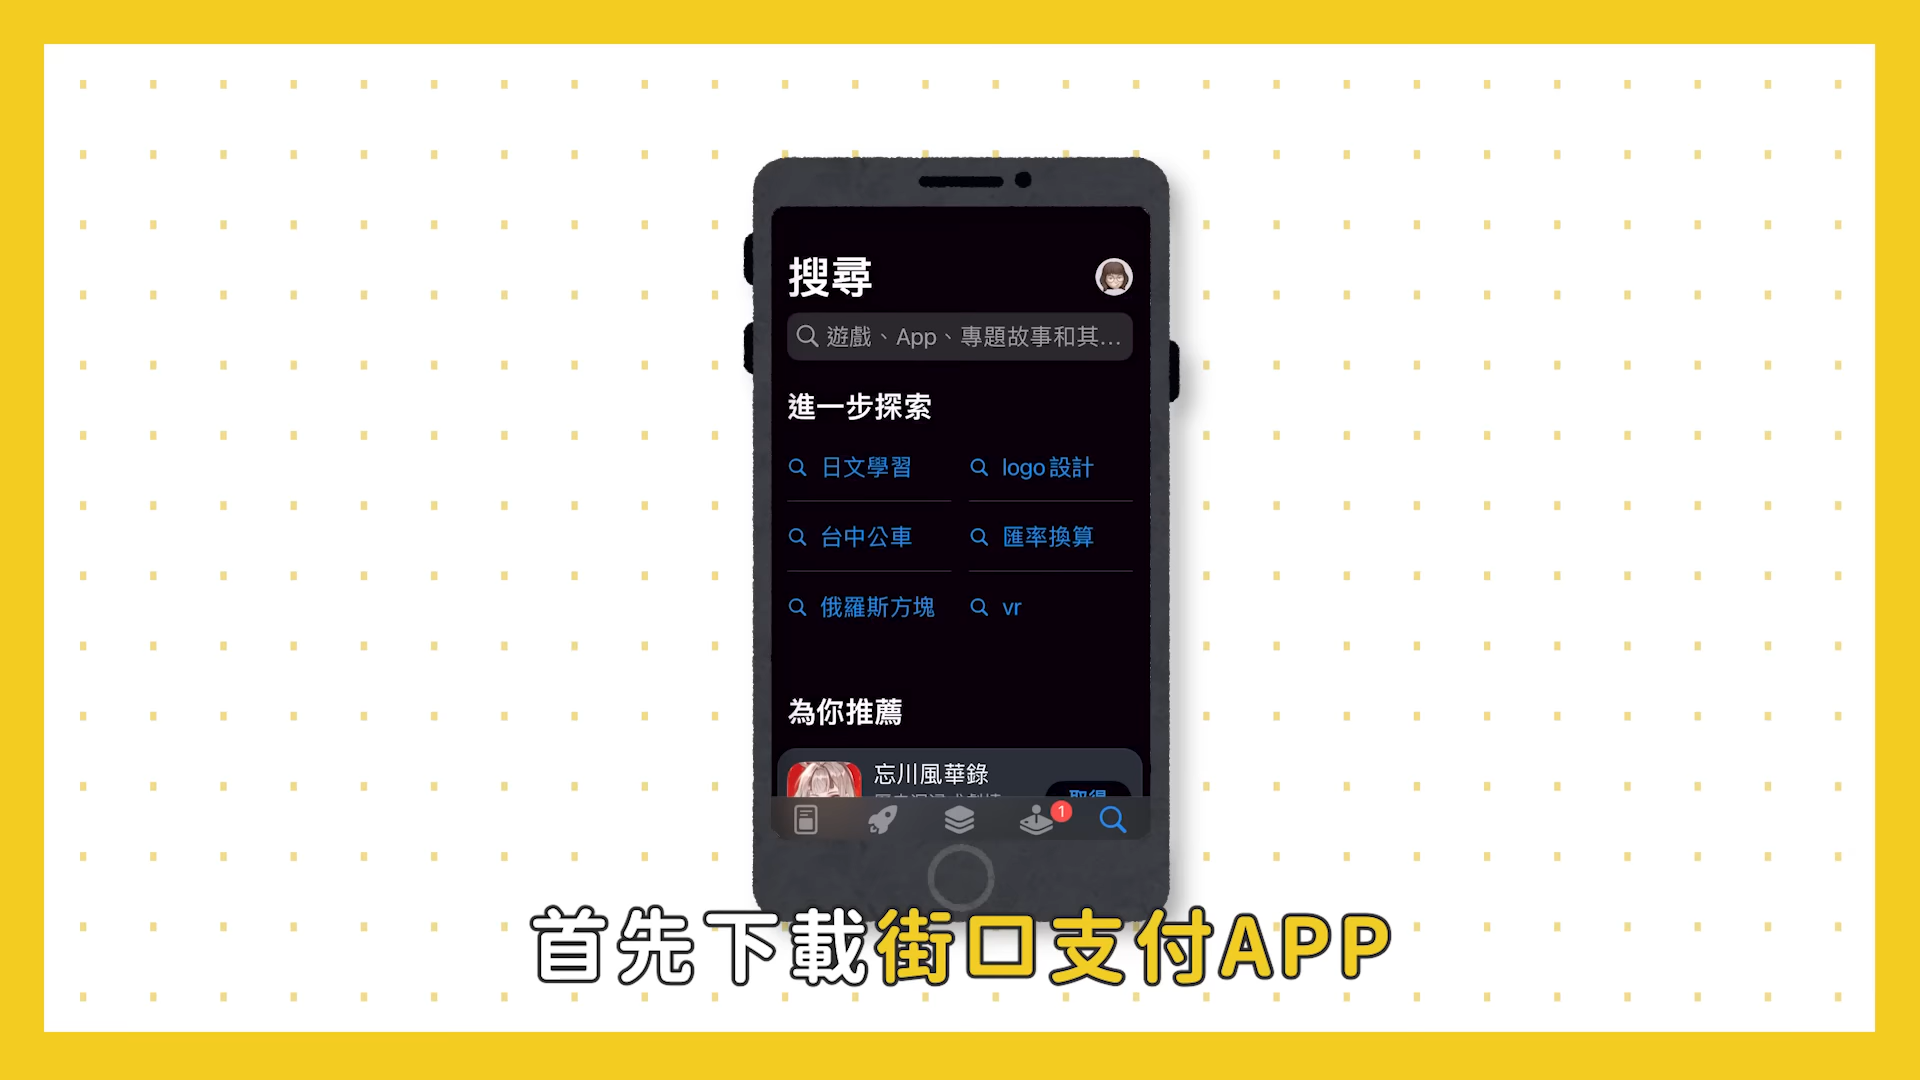 搜尋
遊戲、App、專題故事和其...
進一步探索
日文學習
logo設計
台中公車
匯率換算
俄羅斯方塊
vr
為你推薦
忘川風華錄
取得
1
首先下載街口支付APP